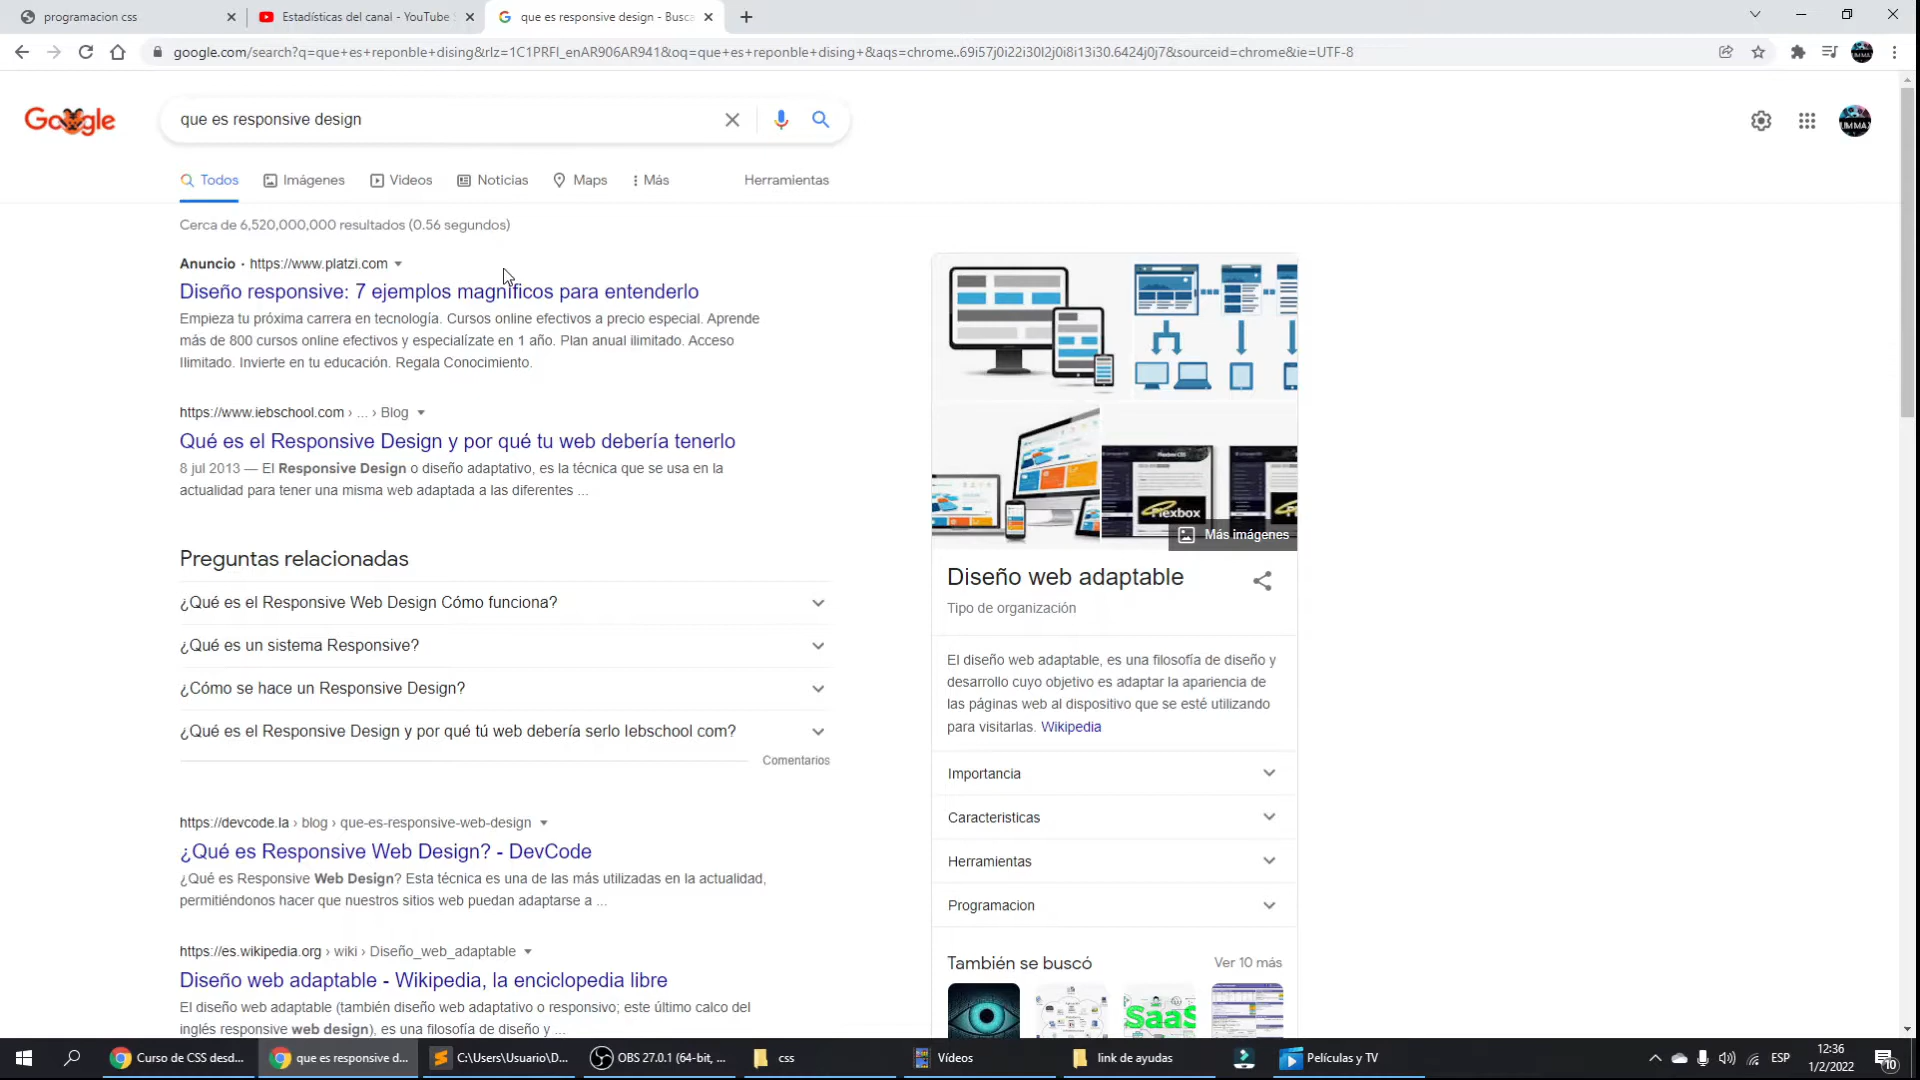 programacion css
Estadísticas del canal - YouTube
que es responsive design - Busca
google.com/search?q=que+es+reponble+dising&rlz=1C1PRFI_enAR906AR941&oq=que+es+reponble+dising+&aqs=chrome..69i57j0i22i30l2j0i8i13i30.6424j0j7&sourceid=chrome&ie=UTF-8
Google
que es responsive design
Todos
Imágenes
Videos
Noticias
Maps
Más
Herramientas
Cerca de 6,520,000,000 resultados (0.56 segundos)
Anuncio · https://www.platzi.com
Diseño responsive: 7 ejemplos magníficos para entenderlo
Empieza tu próxima carrera en tecnología. Cursos online efectivos a precio especial. Aprende
más de 800 cursos online efectivos y especialízate en 1 año. Plan anual ilimitado. Acceso
Ilimitado. Invierte en tu educación. Regala Conocimiento.
https://www.iebschool.com › ... › Blog
Qué es el Responsive Design y por qué tu web debería tenerlo
8 jul 2013 — El Responsive Design o diseño adaptativo, es la técnica que se usa en la
actualidad para tener una misma web adaptada a las diferentes ...
Preguntas relacionadas
¿Qué es el Responsive Web Design Cómo funciona?
¿Qué es un sistema Responsive?
¿Cómo se hace un Responsive Design?
¿Qué es el Responsive Design y por qué tú web debería serlo Iebschool com?
Comentarios
https://devcode.la › blog › que-es-responsive-web-design
¿Qué es Responsive Web Design? - DevCode
¿Qué es Responsive Web Design? Esta técnica es una de las más utilizadas en la actualidad,
permitiéndonos hacer que nuestros sitios web puedan adaptarse a ...
https://es.wikipedia.org › wiki › Diseño_web_adaptable
Diseño web adaptable - Wikipedia, la enciclopedia libre
El diseño web adaptable (también diseño web adaptativo o responsivo; este último calco del
inglés responsive web design), es una filosofía de diseño y ...
Flexbox
Más imágenes
Diseño web adaptable
Tipo de organización
El diseño web adaptable, es una filosofía de diseño y
desarrollo cuyo objetivo es adaptar la apariencia de
las páginas web al dispositivo que se esté utilizando
para visitarlas. Wikipedia
Importancia
Caracteristicas
Herramientas
Programacion
También se buscó
Ver 10 más
SaaS
Curso de CSS desd...
que es responsive d...
C:\Users\Usuario\D...
OBS 27.0.1 (64-bit, ...
css
Vídeos
link de ayudas
Películas y TV
ESP
12:36
1/2/2022
10